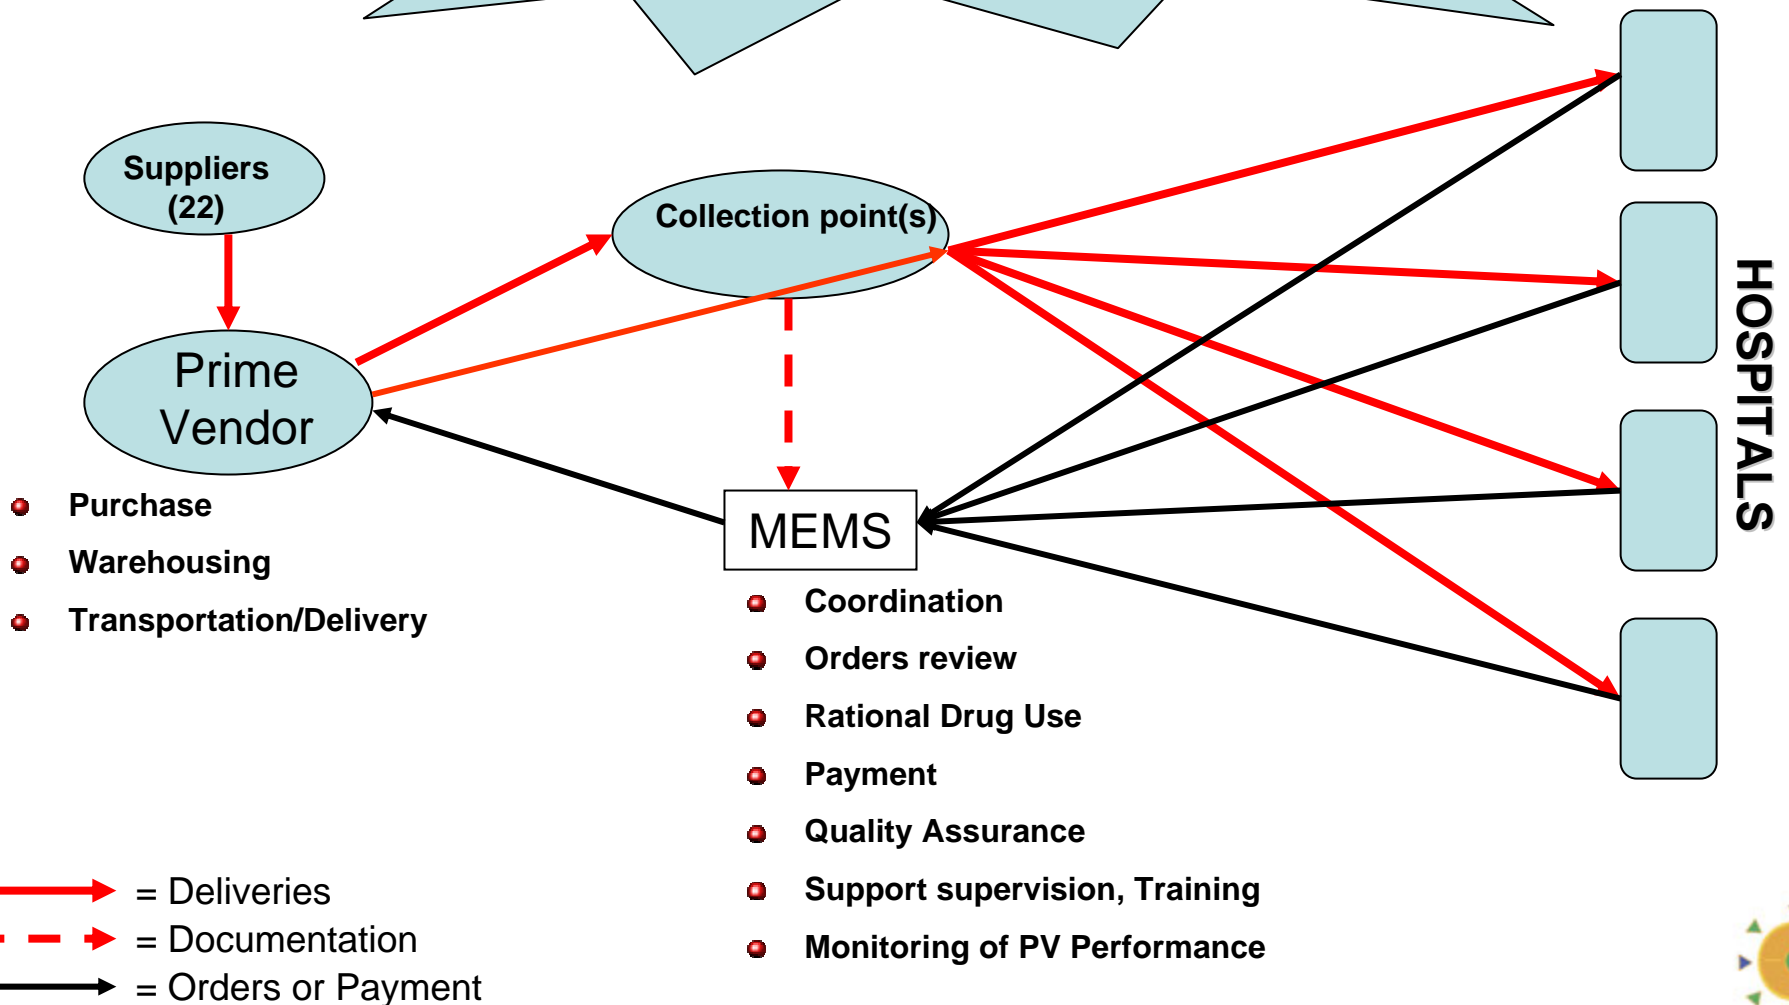 Suppliers
(22)
Collection point(s)
Prime
Vendor
HOSPITALS
Purchase
Warehousing
Transportation/Delivery
MEMS
Coordination
Orders review
Rational Drug Use
Payment
Quality Assurance
Support supervision, Training
Monitoring of PV Performance
= Deliveries
= Documentation
= Orders or Payment